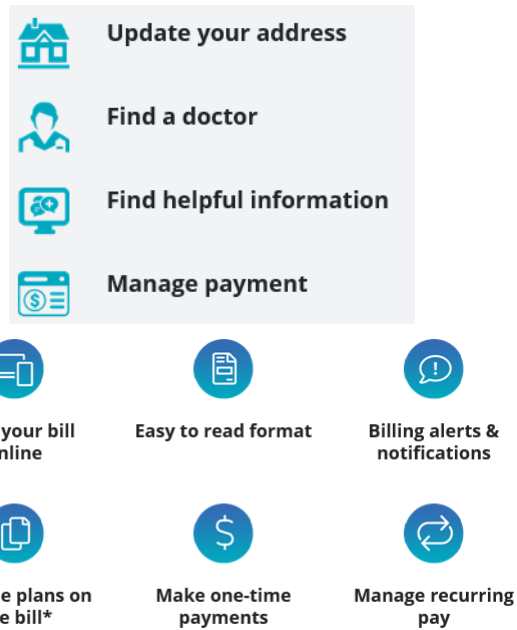 Update your address
Find a doctor
Find helpful information
Manage payment
your bill
Easy to read format
Billing alerts &
nline
notifications
e plans on
Make one-time
Manage recurring
e bill*
payments
pay